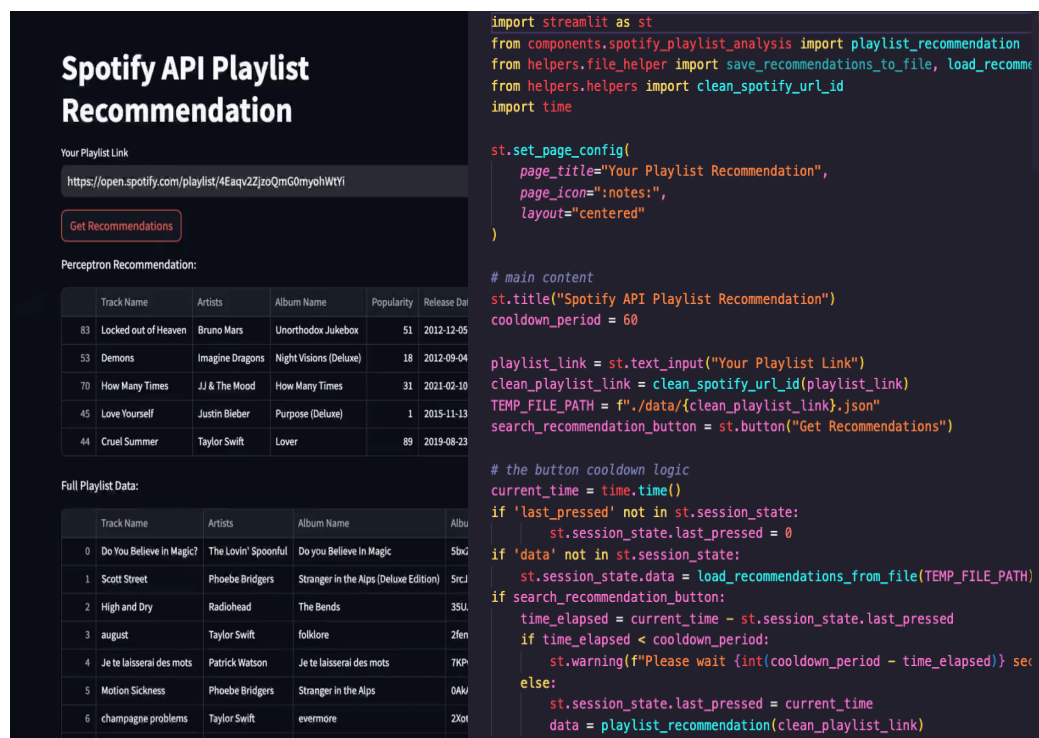 Spotify API Playlist
Recommendation
Your Playlist Link
https://open.spotify.com/playlist/4Eaqv2ZjzoQmG0myohWtYi
Get Recommendations
Perceptron Recommendation:
Track Name Artists Album Name Popularity Release Dat
83 Locked out of Heaven Bruno Mars Unorthodox Jukebox 51 2012-12-05
53 Demons Imagine Dragons Night Visions (Deluxe) 18 2012-09-04
70 How Many Times JJ & The Mood How Many Times 31 2021-02-10
45 Love Yourself Justin Bieber Purpose (Deluxe) 1 2015-11-13
44 Cruel Summer Taylor Swift Lover 89 2019-08-23
Full Playlist Data:
Track Name Artists Album Name Albu
0 Do You Believe in Magic? The Lovin' Spoonful Do you Believe In Magic 5bx
1 Scott Street Phoebe Bridgers Stranger in the Alps (Deluxe Edition) 5rcJ
2 High and Dry Radiohead The Bends 35U
3 august Taylor Swift folklore 2fen
4 Je te laisserai des mots Patrick Watson Je te laisserai des mots 7KP
5 Motion Sickness Phoebe Bridgers Stranger in the Alps 0Ak
6 champagne problems Taylor Swift evermore 2Xot
import streamlit as st
from components.spotify_playlist_analysis import playlist_recommendation
from helpers.file_helper import save_recommendations_to_file, load_recomme
from helpers.helpers import clean_spotify_url_id
import time
st.set_page_config(
page_title="Your Playlist Recommendation",
page_icon=":notes:",
layout="centered"
)
# main content
st.title("Spotify API Playlist Recommendation")
cooldown_period = 60
playlist_link = st.text_input("Your Playlist Link")
clean_playlist_link = clean_spotify_url_id(playlist_link)
TEMP_FILE_PATH = f"./data/{clean_playlist_link}.json"
search_recommendation_button = st.button("Get Recommendations")
# the button cooldown logic
current_time = time.time()
if 'last_pressed' not in st.session_state:
st.session_state.last_pressed = 0
if 'data' not in st.session_state:
st.session_state.data = load_recommendations_from_file(TEMP_FILE_PATH)
if search_recommendation_button:
time_elapsed = current_time - st.session_state.last_pressed
if time_elapsed < cooldown_period:
st.warning(f"Please wait {int(cooldown_period - time_elapsed)} sec
else:
st.session_state.last_pressed = current_time
data = playlist_recommendation(clean_playlist_link)